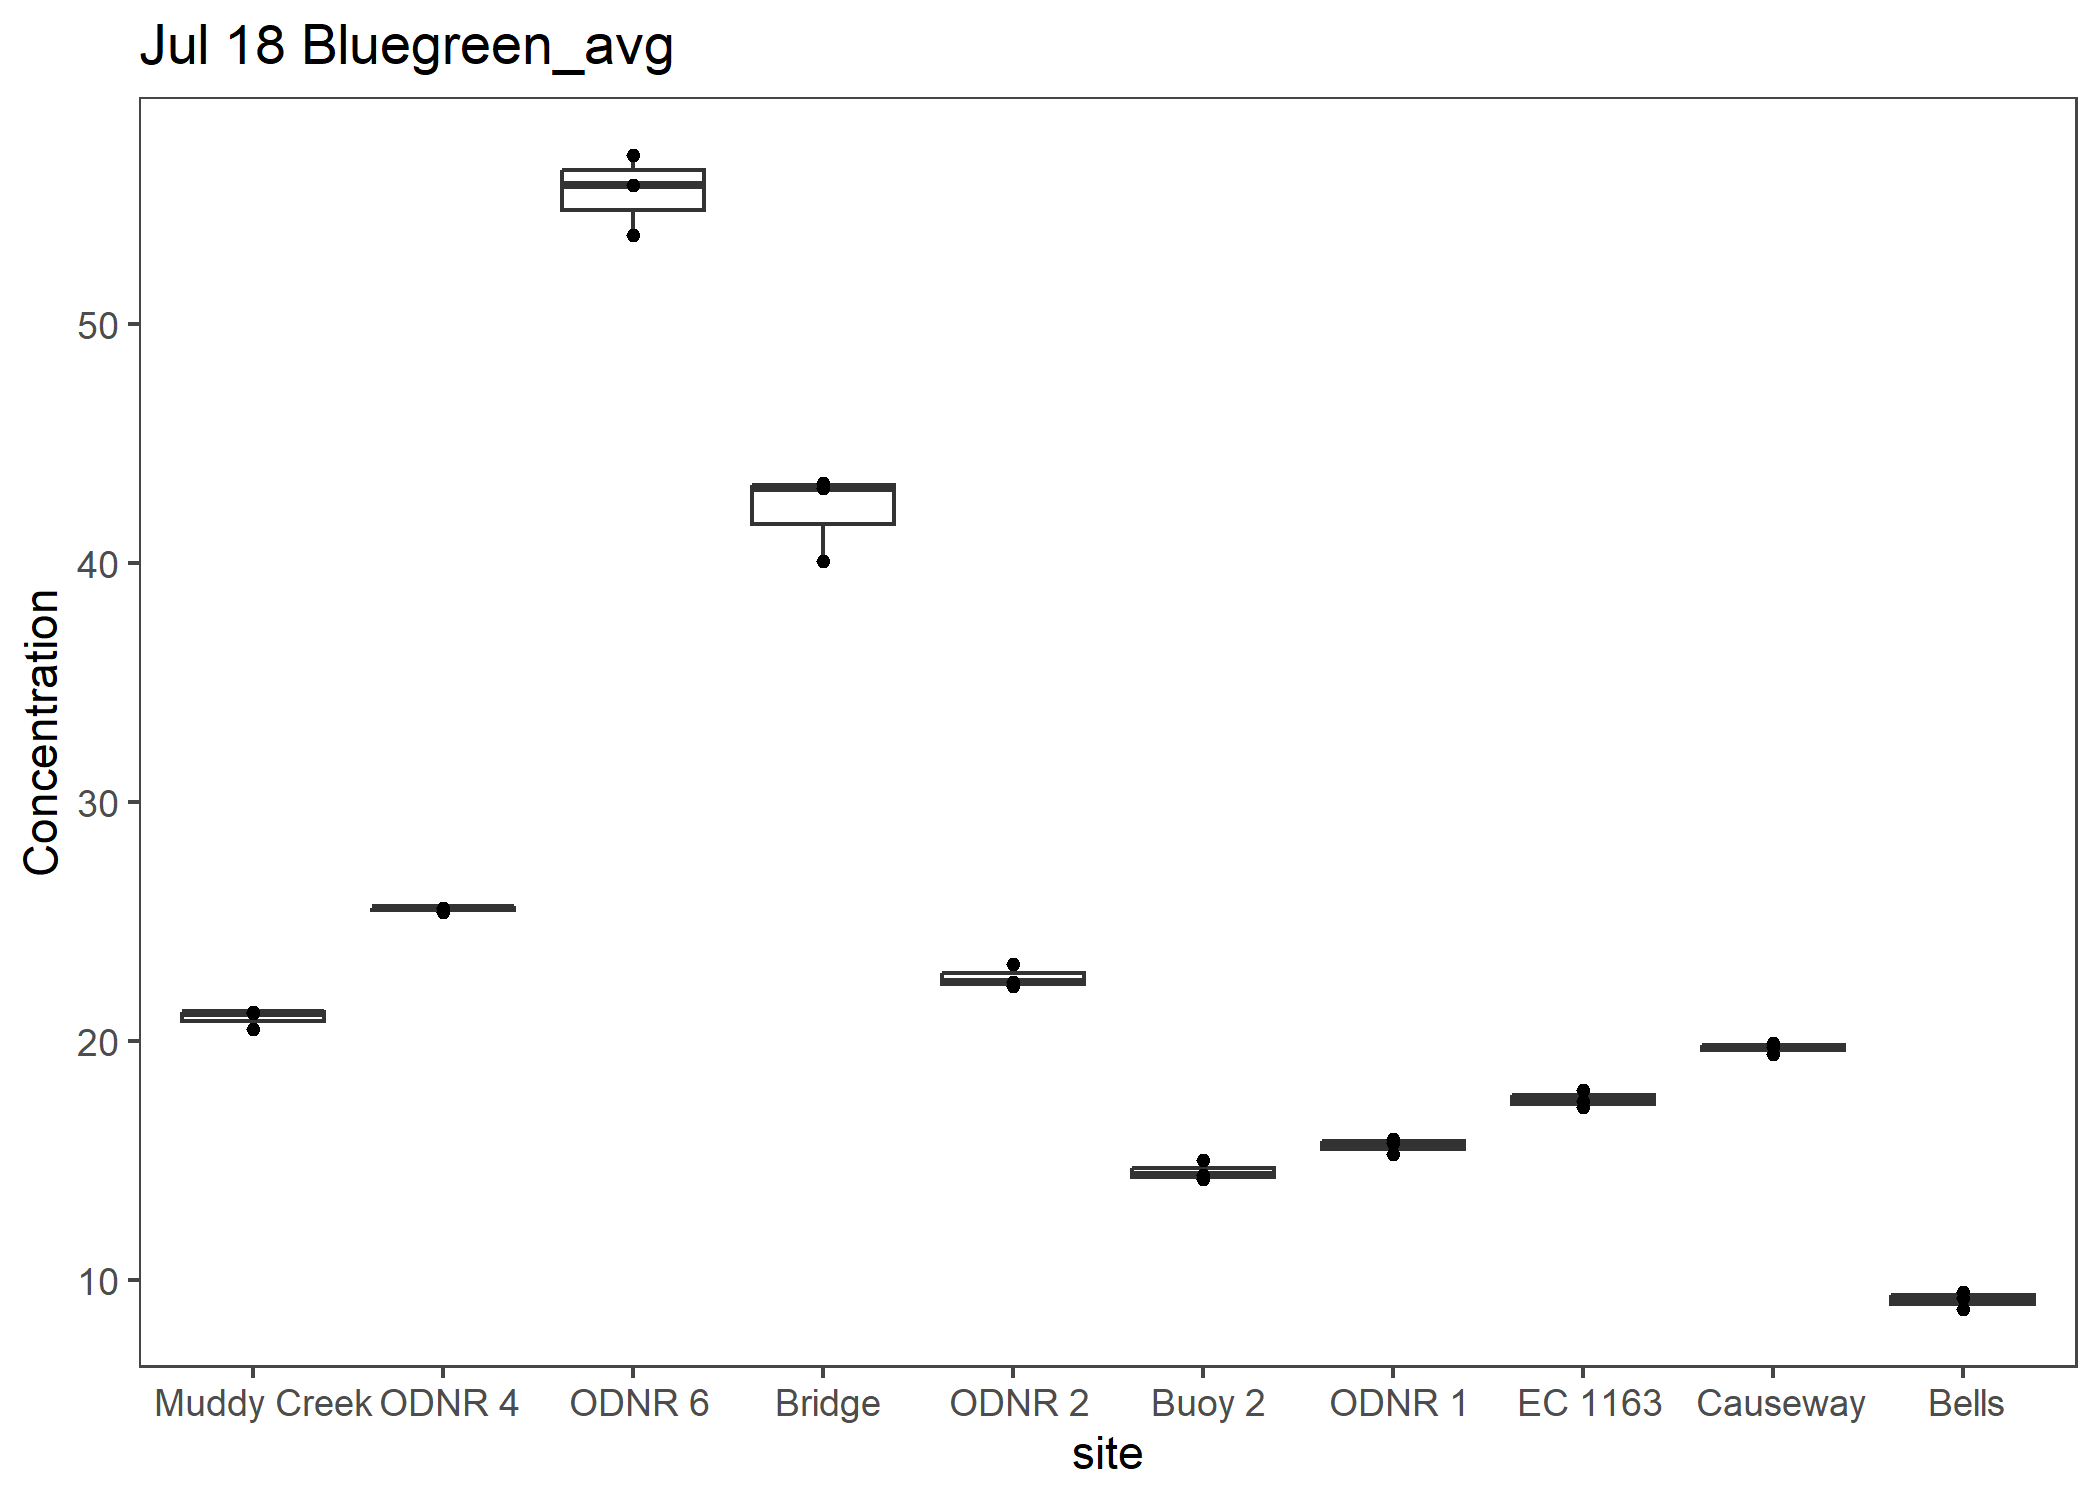 Jul 18 Bluegreen_avg
Concentration
50
40
30
20
10
Muddy Creek ODNR 4 ODNR 6 Bridge ODNR 2 Buoy 2 ODNR 1 EC 1163 Causeway Bells
site